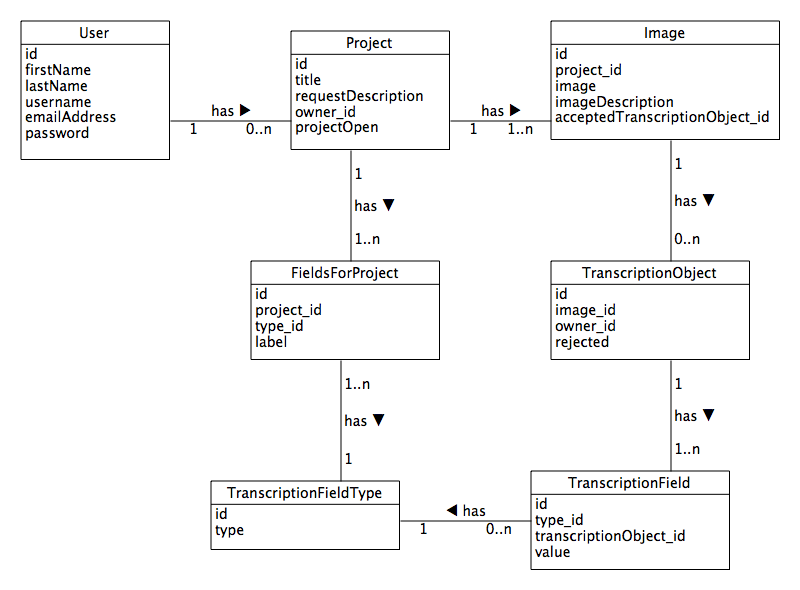 User
id
firstName
lastName
username
emailAddress
password
has ▶
1
0..n
Project
id
title
requestDescription
owner_id
projectOpen
has ▶
1
1..n
Image
id
project_id
image
imageDescription
acceptedTranscriptionObject_id
1
has ▼
1..n
1
has ▼
0..n
FieldsForProject
id
project_id
type_id
label
TranscriptionObject
id
image_id
owner_id
rejected
1..n
has ▼
1
1
has ▼
1..n
TranscriptionFieldType
id
type
◀ has
1
0..n
TranscriptionField
id
type_id
transcriptionObject_id
value